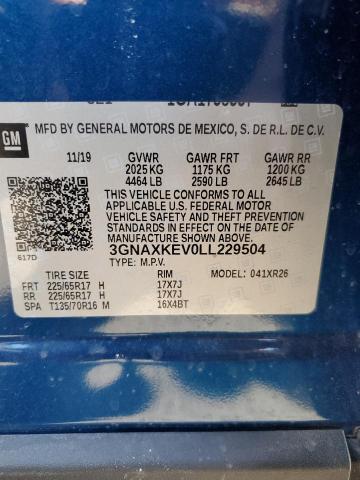 GM
MFD BY GENERAL MOTORS DE MEXICO, S. DE R.L. DE C.V.
11/19 GVWR GAWR FRT GAWR RR
2025 KG 1175 KG 1200 KG
4464 LB 2590 LB 2645 LB
THIS VEHICLE CONFORMS TO ALL
APPLICABLE U.S. FEDERAL MOTOR
VEHICLE SAFETY AND THEFT PREVENTION
STANDARDS IN EFFECT ON THE DATE OF
MANUFACTURE SHOWN ABOVE.
617D
3GNAXKEV0LL229504
TYPE: M.P.V. MODEL: 041XR26
TIRE SIZE RIM
FRT 225/65R17 H 17X7J
RR 225/65R17 H 17X7J
SPA T135/70R16 M 16X4BT